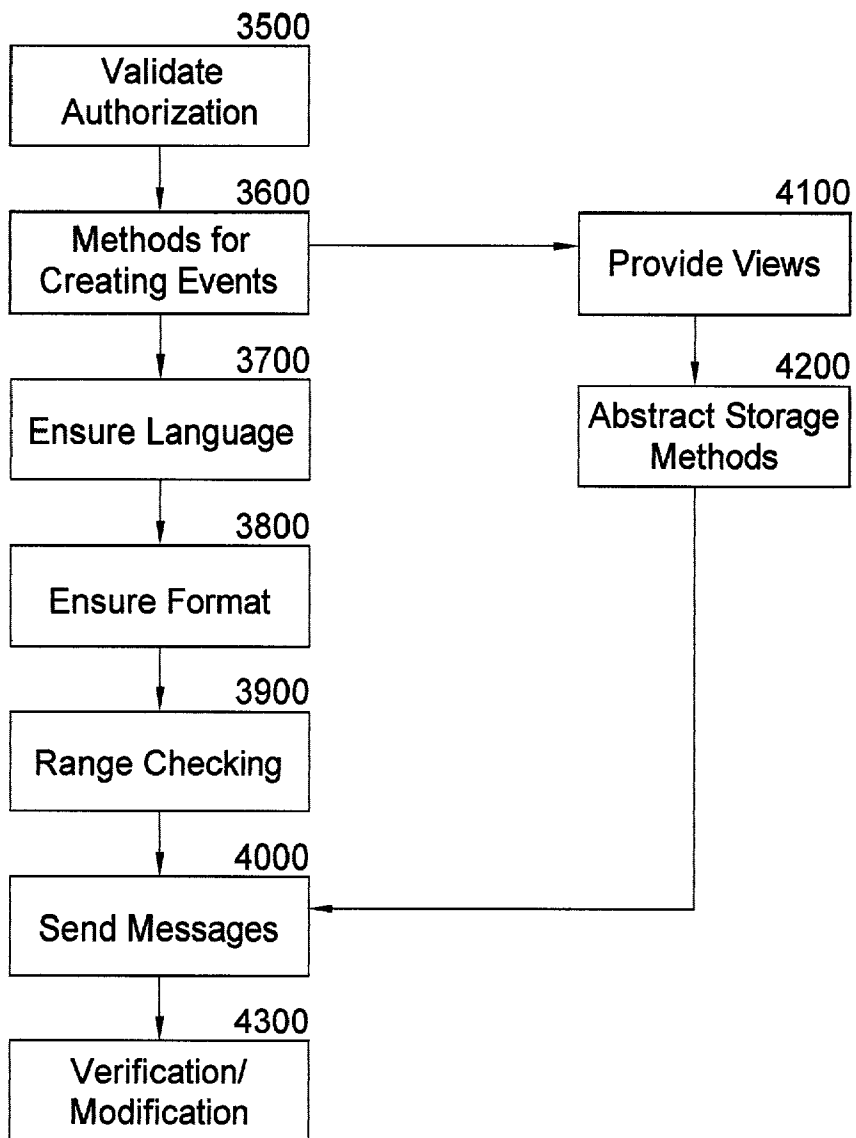 3500
Validate
Authorization
3600
Methods for
Creating Events
4100
Provide Views
3700
Ensure Language
4200
Abstract Storage
Methods
3800
Ensure Format
3900
Range Checking
4000
Send Messages
4300
Verification/
Modification